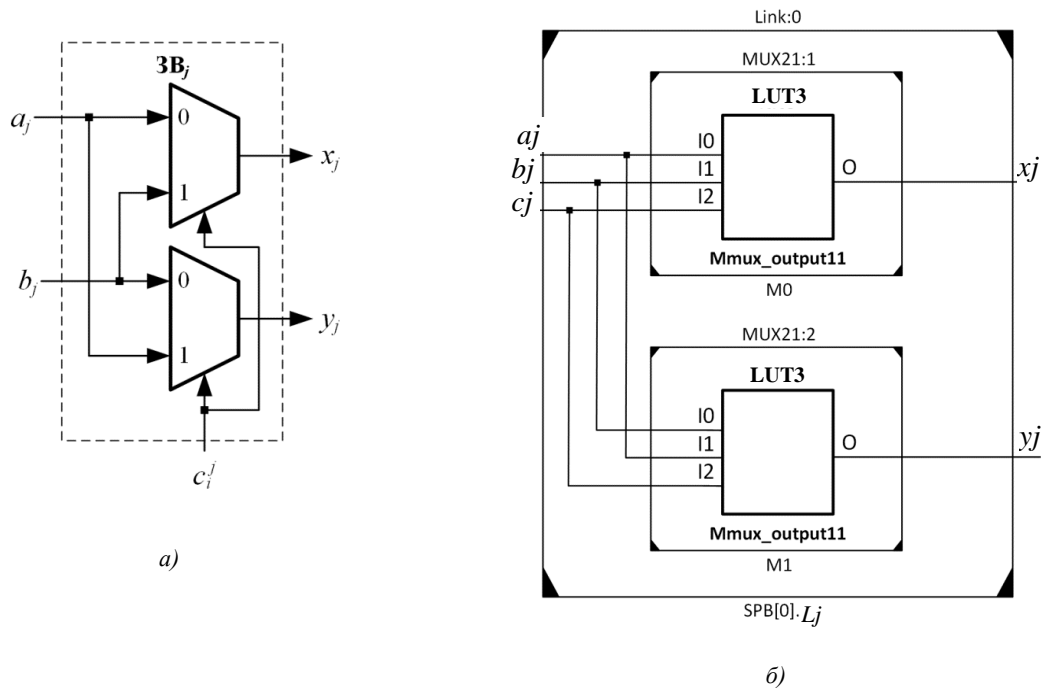 ЗВj
aj
0
1
xj
bj
0
1
yj
cij
а)
Link:0
MUX21:1
LUT3
aj
bj
cj
I0
I1
I2
O
xj
Mmux_output11
M0
MUX21:2
LUT3
I0
I1
I2
O
yj
Mmux_output11
M1
SPB[0].Lj
б)